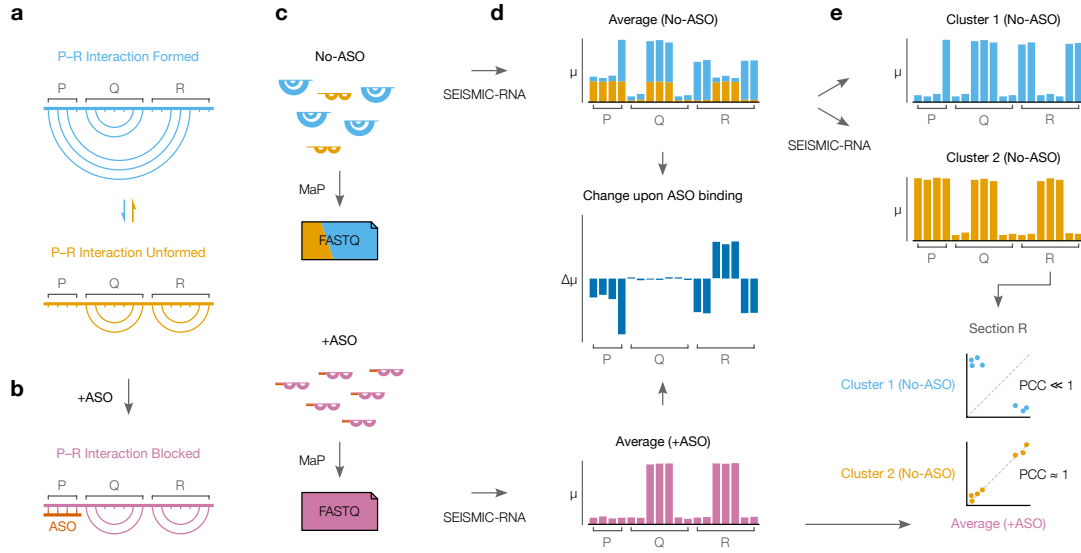 a
P–R Interaction Formed
P
Q
R
P–R Interaction Unformed
P
Q
R
b
+ASO
P–R Interaction Blocked
P
Q
R
ASO
c
No-ASO
MaP
FASTQ
+ASO
MaP
FASTQ
SEISMIC-RNA
SEISMIC-RNA
d
Average (No-ASO)
μ
P
Q
R
Change upon ASO binding
Δμ
P
Q
R
Average (+ASO)
μ
P
Q
R
e
SEISMIC-RNA
Cluster 1 (No-ASO)
μ
P
Q
R
Cluster 2 (No-ASO)
μ
P
Q
R
Section R
Cluster 1 (No-ASO)
PCC ≪ 1
Cluster 2 (No-ASO)
PCC ≈ 1
Average (+ASO)